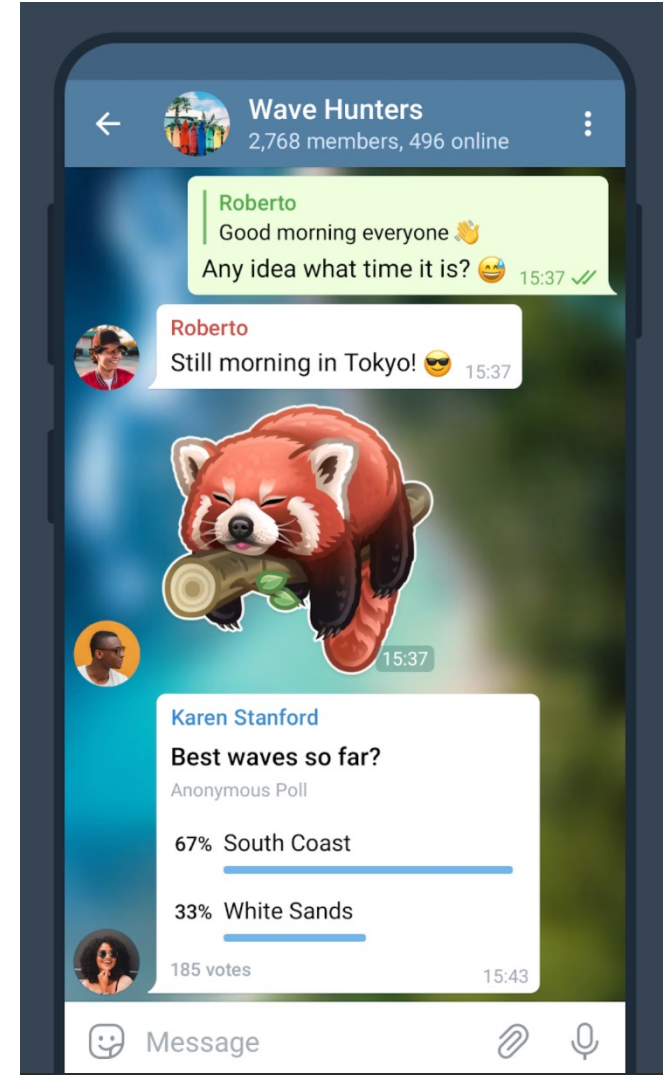 Wave Hunters
2,768 members, 496 online
Roberto
Good morning everyone 👋
Any idea what time it is? 😅 15:37
Roberto
Still morning in Tokyo! 😎 15:37
15:37
Karen Stanford
Best waves so far?
Anonymous Poll
67% South Coast
33% White Sands
185 votes 15:43
Message